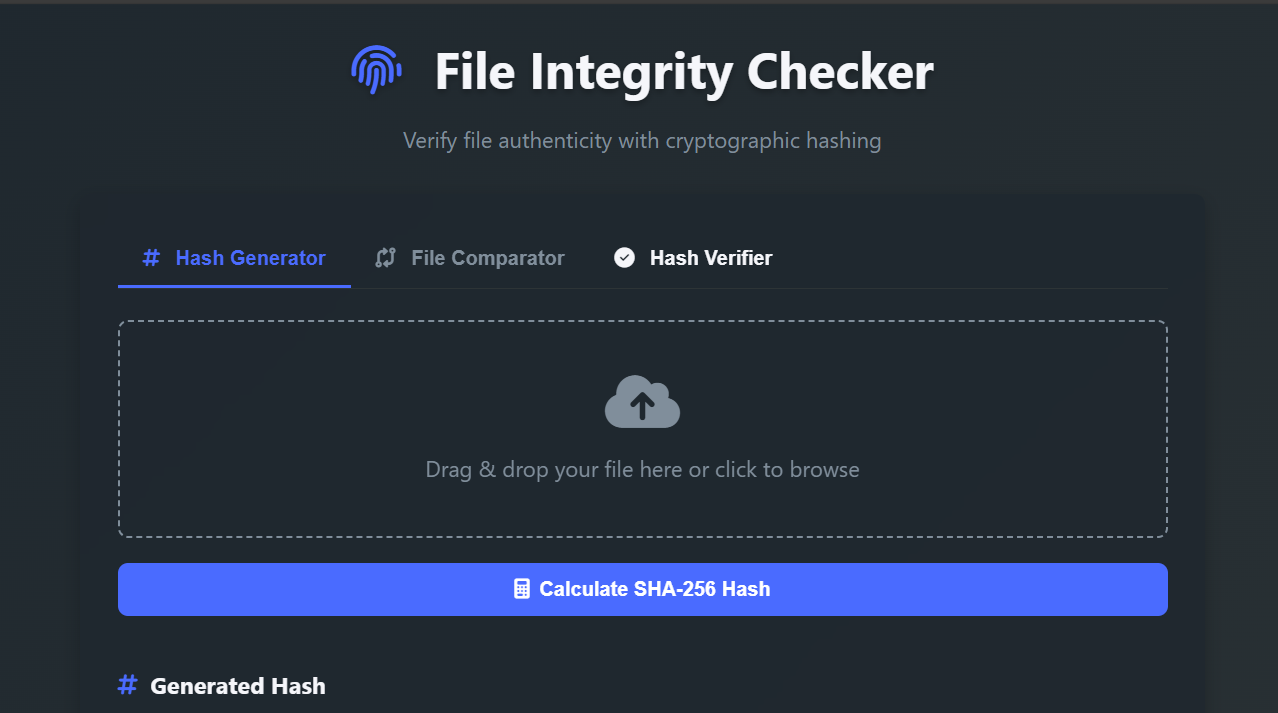 File Integrity Checker
Verify file authenticity with cryptographic hashing
# Hash Generator File Comparator Hash Verifier
Drag & drop your file here or click to browse
Calculate SHA-256 Hash
# Generated Hash